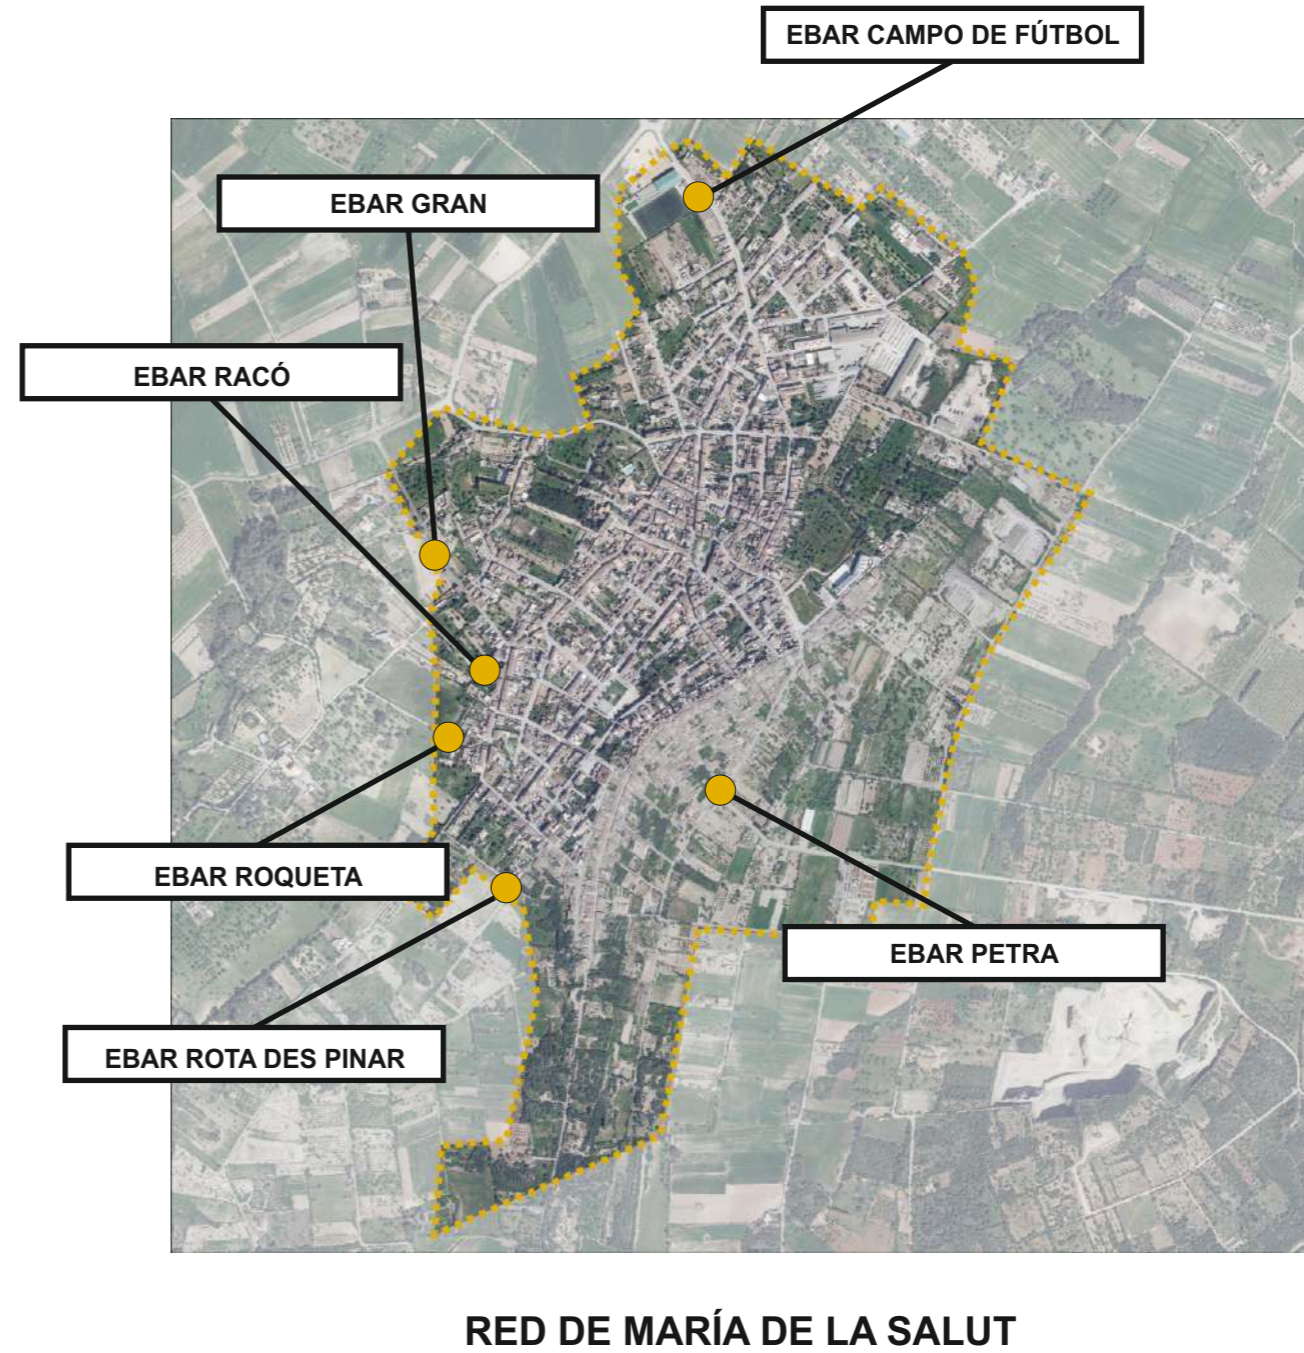 EBAR CAMPO DE FÚTBOL
EBAR GRAN
EBAR RACÓ
EBAR ROQUETA
EBAR PETRA
EBAR ROTA DES PINAR
RED DE MARÍA DE LA SALUT